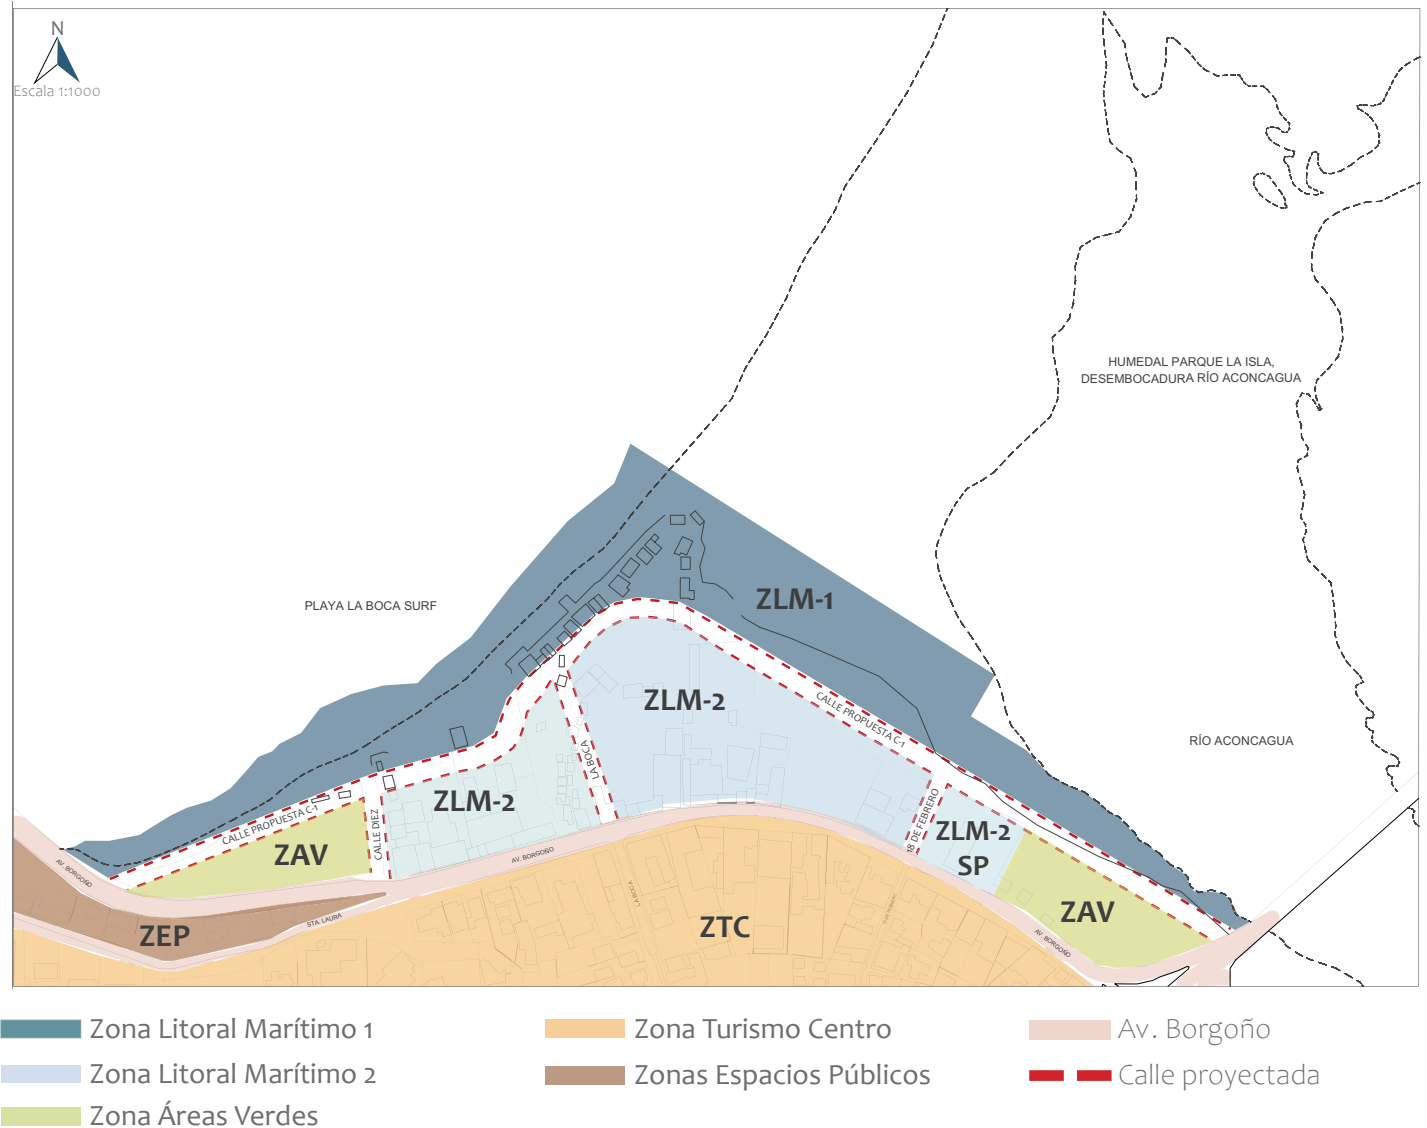 N
Escala 1:1000
HUMEDAL PARQUE LA ISLA,
DESEMBOCADURA RÍO ACONCAGUA
PLAYA LA BOCA SURF
ZLM-1
ZLM-2
CALLE PROPUESTA C-1
RÍO ACONCAGUA
LA BOCA
ZLM-2
CALLE PROPUESTA C-1
CALLE DIEZ
18 DE FEBRERO
ZLM-2
SP
ZAV
AV. BORGOÑO
AV. BORGOÑO
LA BOCA
ZAV
STA. LAURA
ZTC
ZEP
AV. BORGOÑO
Zona Litoral Marítimo 1
Zona Turismo Centro
Av. Borgoño
Zona Litoral Marítimo 2
Zonas Espacios Públicos
Calle proyectada
Zona Áreas Verdes